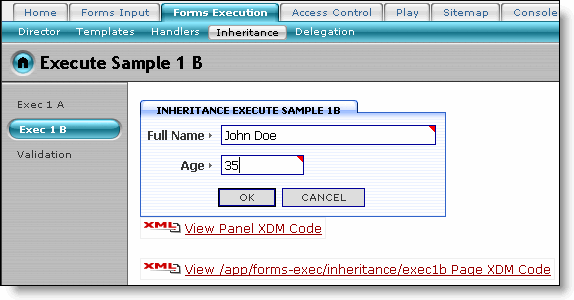 Home Forms Input Forms Execution Access Control Play Sitemap Console
Director Templates Handlers Inheritance Delegation
Execute Sample 1 B
Exec 1 A
Exec 1 B
Validation
INHERITANCE EXECUTE SAMPLE 1B
Full Name John Doe
Age 35
OK CANCEL
XML View Panel XDM Code
XML View /app/forms-exec/inheritance/exec1b Page XDM Code